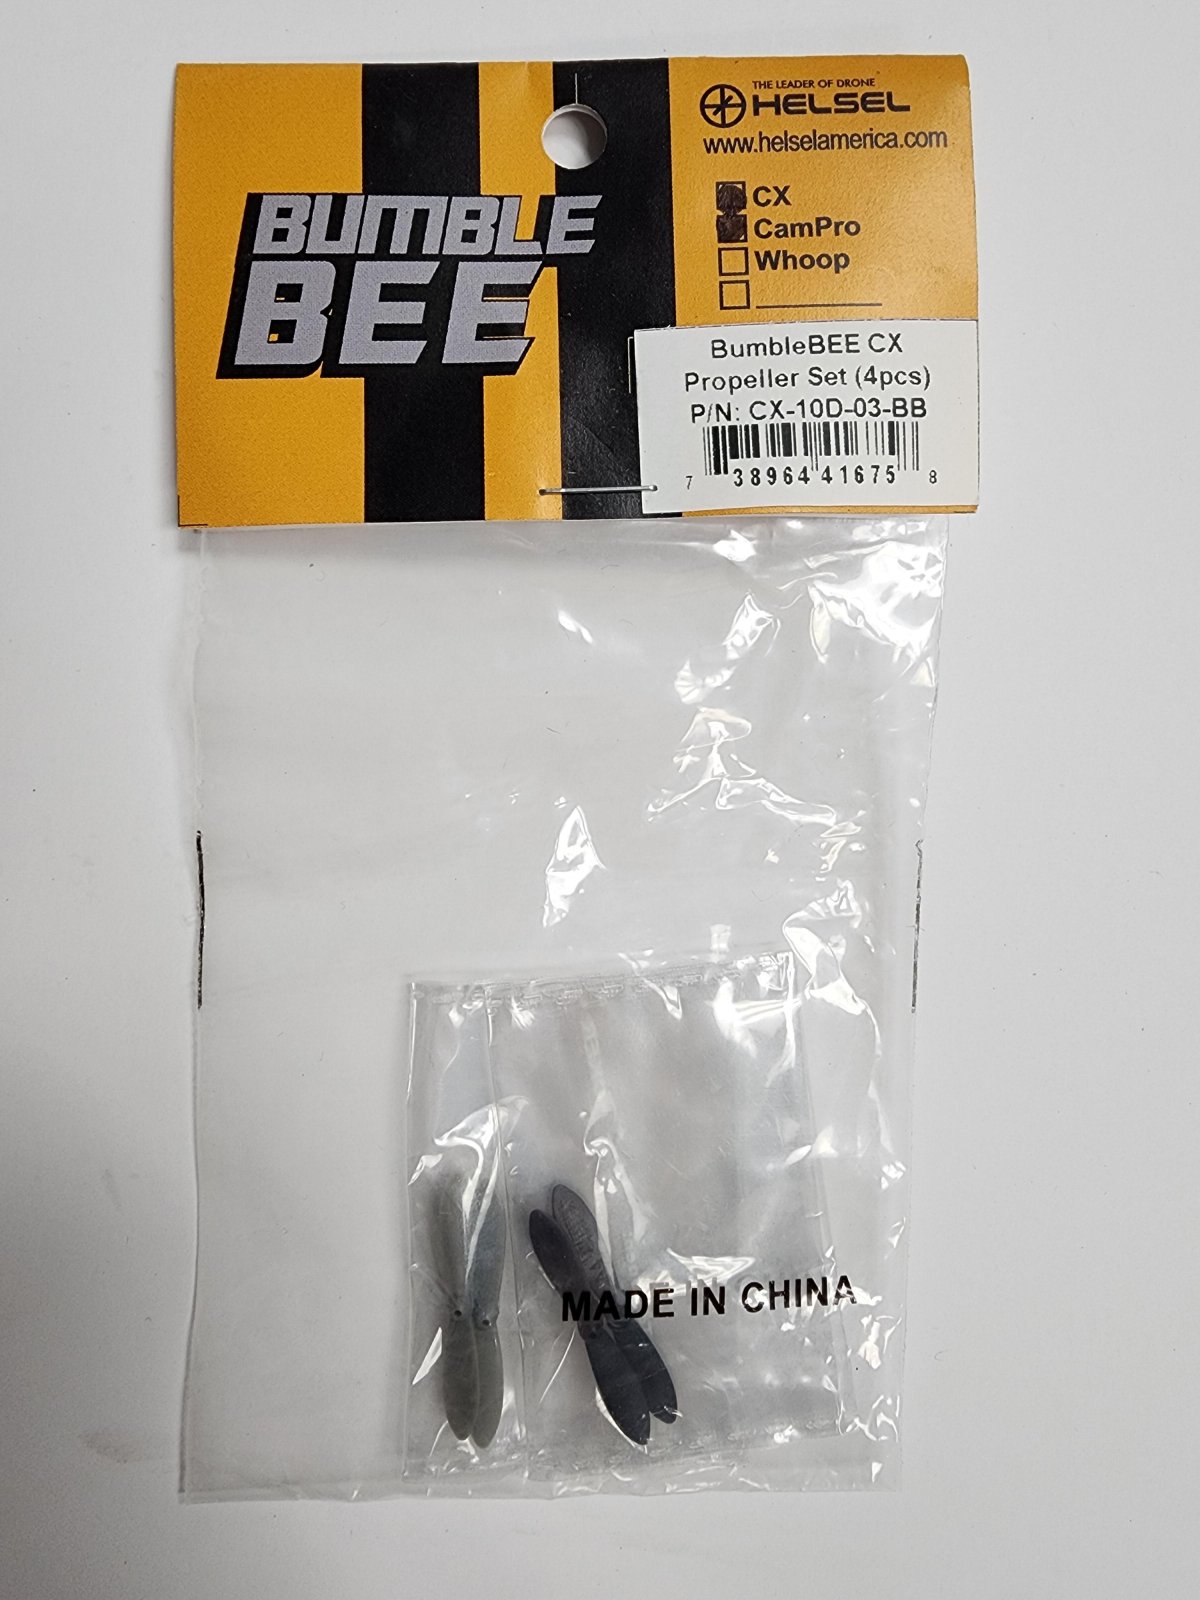 THE LEADER OF DRONE
HELSEL
www.helselamerica.com
BUMBLE
BEE
CX
CamPro
Whoop
BumbleBEE CX
Propeller Set (4pcs)
P/N: CX-10D-03-BB
7 38964 41675 8
MADE IN CHINA